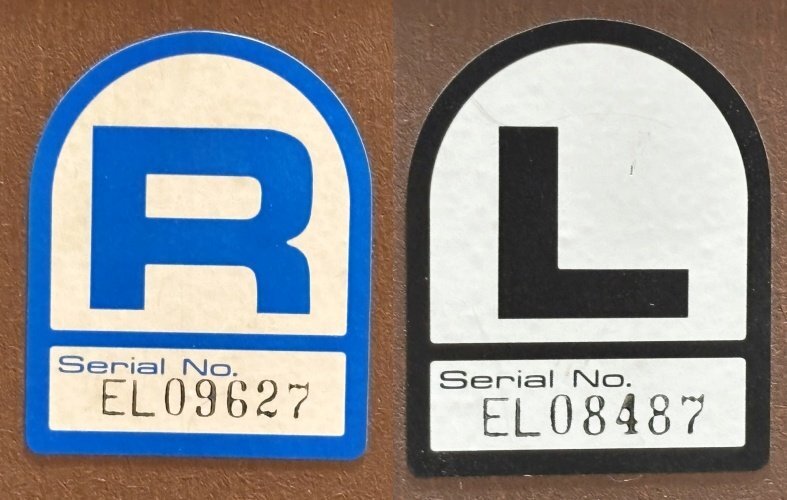 R
Serial No.
EL09627
L
Serial No.
EL08487